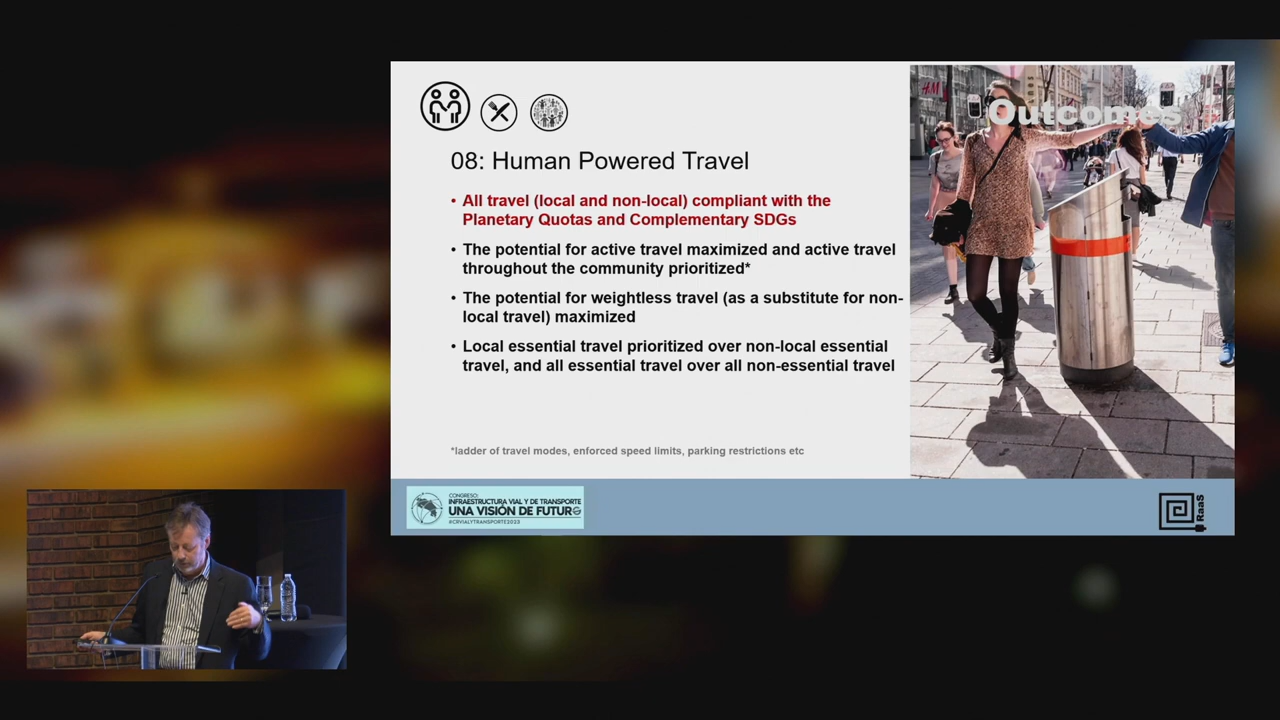 H&M
Outcomes
08: Human Powered Travel
• All travel (local and non-local) compliant with the
Planetary Quotas and Complementary SDGs
• The potential for active travel maximized and active travel
throughout the community prioritized*
• The potential for weightless travel (as a substitute for non-
local travel) maximized
• Local essential travel prioritized over non-local essential
travel, and all essential travel over all non-essential travel
*ladder of travel modes, enforced speed limits, parking restrictions etc
CONGRESO:
INFRAESTRUCTURA VIAL Y DE TRANSPORTE
UNA VISIÓN DE FUTURO
#CRVIALYTRANSPORTE2023
RaaS